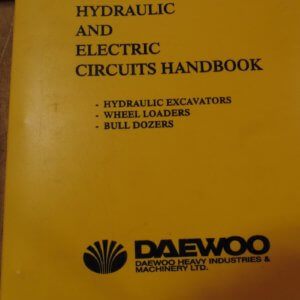 HYDRAULIC
AND
ELECTRIC
CIRCUITS HANDBOOK
- HYDRAULIC EXCAVATORS
- WHEEL LOADERS
- BULL DOZERS
DAEWOO
DAEWOO HEAVY INDUSTRIES &
MACHINERY LTD.